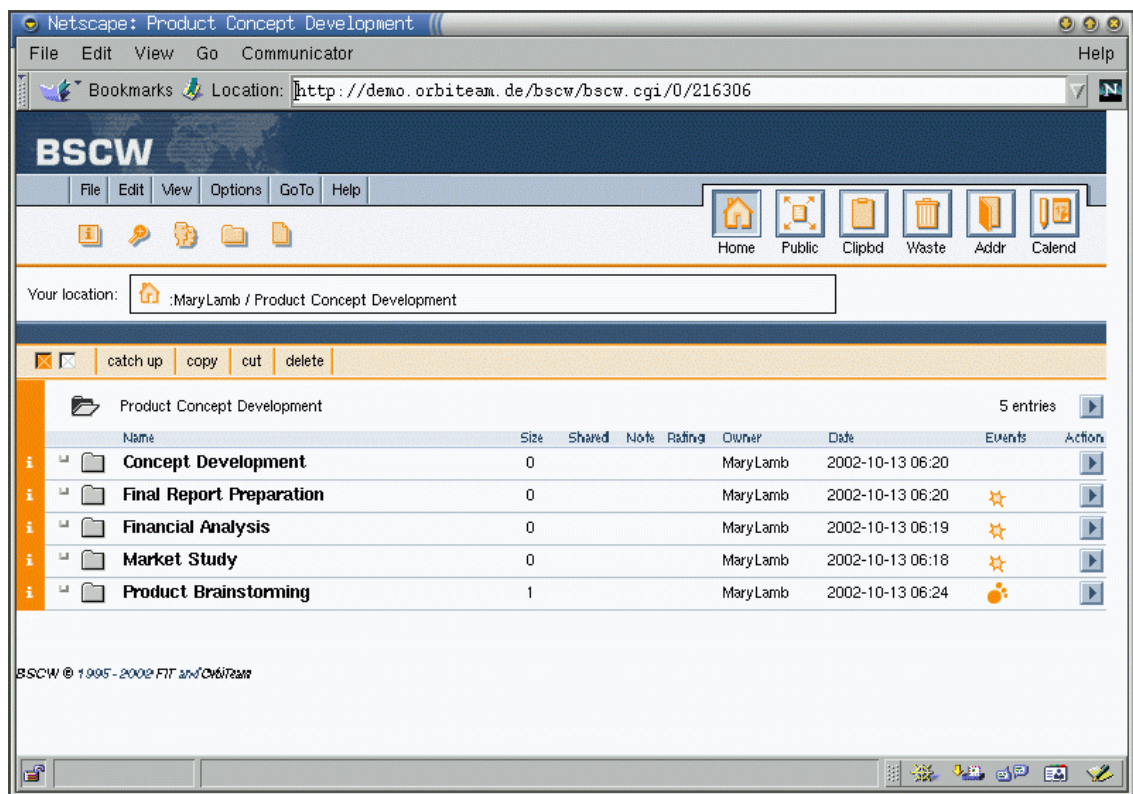 Netscape: Product Concept Development
File Edit View Go Communicator Help
Bookmarks Location: http://demo.orbiteam.de/bscw/bscw.cgi/0/216306 N
BSCW
File Edit View Options GoTo Help
Home Public Clipbd Waste Addr Calend
Your location: :MaryLamb / Product Concept Development
catch up copy cut delete
Product Concept Development 5 entries
Name Size Shared Note Rating Owner Date Events Action
i Concept Development 0 MaryLamb 2002-10-13 06:20
i Final Report Preparation 0 MaryLamb 2002-10-13 06:20
i Financial Analysis 0 MaryLamb 2002-10-13 06:19
i Market Study 0 MaryLamb 2002-10-13 06:18
i Product Brainstorming 1 MaryLamb 2002-10-13 06:24
BSCW © 1995-2002 FIT and OrbiTeam